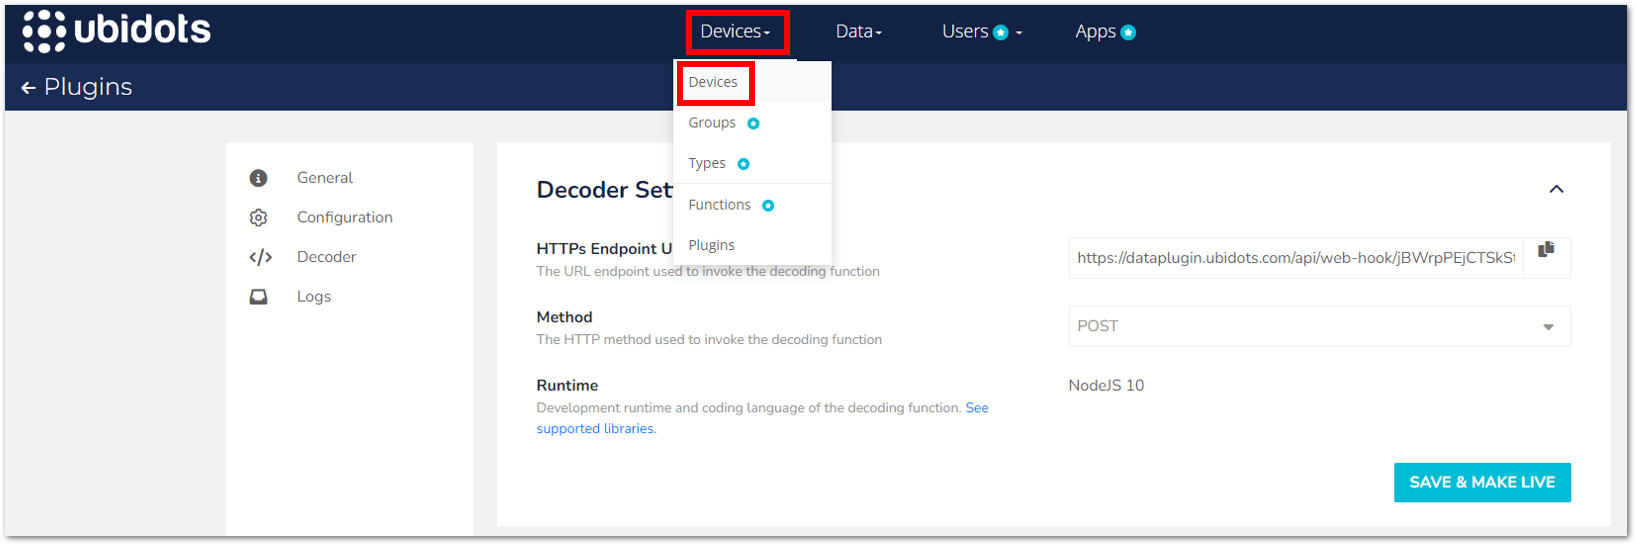 ubidots
Devices
Data
Users
Apps
Plugins
Devices
Groups
Types
Functions
Plugins
General
Configuration
Decoder
Logs
Decoder Set
HTTPs Endpoint U
The URL endpoint used to invoke the decoding function
https://dataplugin.ubidots.com/api/web-hook/jBWrpPEjCTSkSt
Method
The HTTP method used to invoke the decoding function
POST
Runtime
Development runtime and coding language of the decoding function. See
supported libraries.
NodeJS 10
SAVE & MAKE LIVE